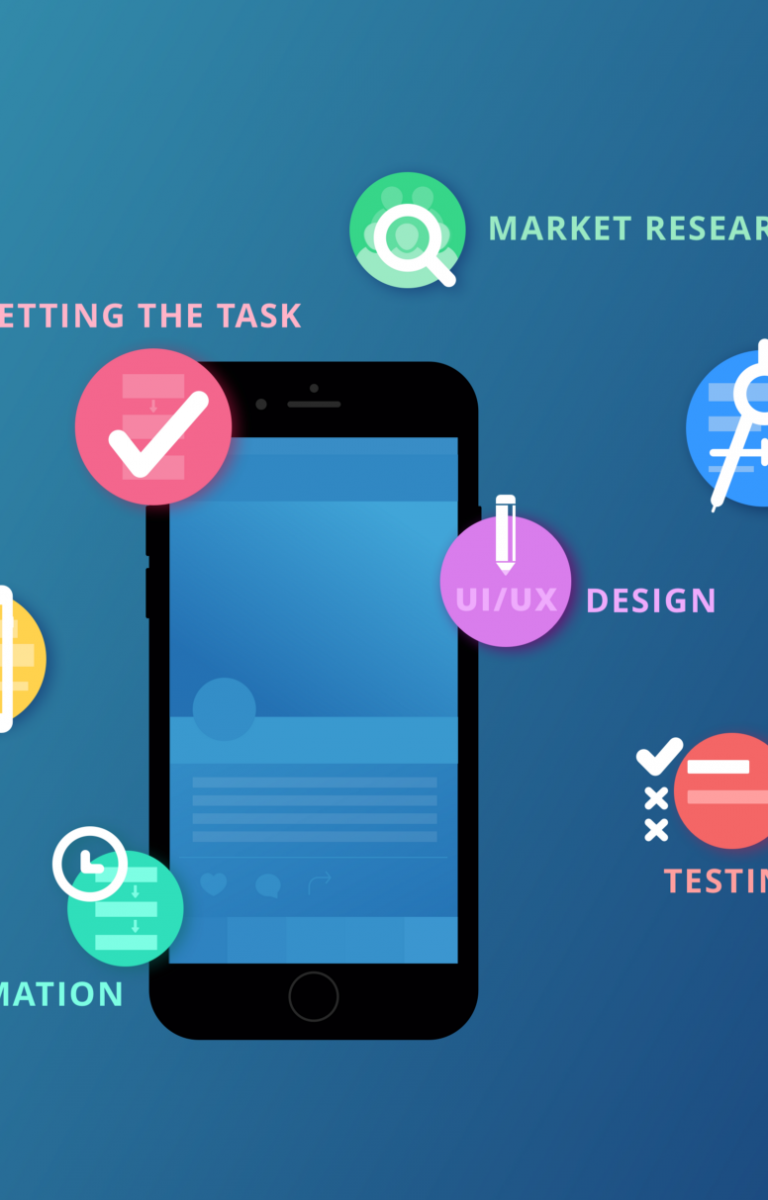 MARKET RESEAR
ETTING THE TASK
UI/UX DESIGN
TESTIN
MATION